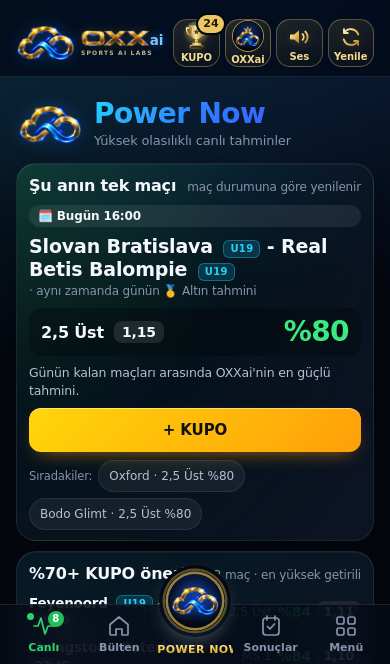 OXX ai
SPORTS AI LABS
24
KUPO
OXXai
Ses
Yenile
Power Now
Yüksek olasılıklı canlı tahminler
Şu anın tek maçı maç durumuna göre yenilenir
Bugün 16:00
Slovan Bratislava U19 - Real
Betis Balompie U19
· aynı zamanda günün 🥇 Altın tahmini
2,5 Üst 1,15 %80
Günün kalan maçları arasında OXXai'nin en güçlü
tahmini.
+ KUPO
Sıradakiler: Oxford · 2,5 Üst %80
Bodo Glimt · 2,5 Üst %80
%70+ KUPO maç · en yüksek getirili
Feyenoord U19
8
Canlı
Bülten
POWER NOW
Sonuçlar
Menü